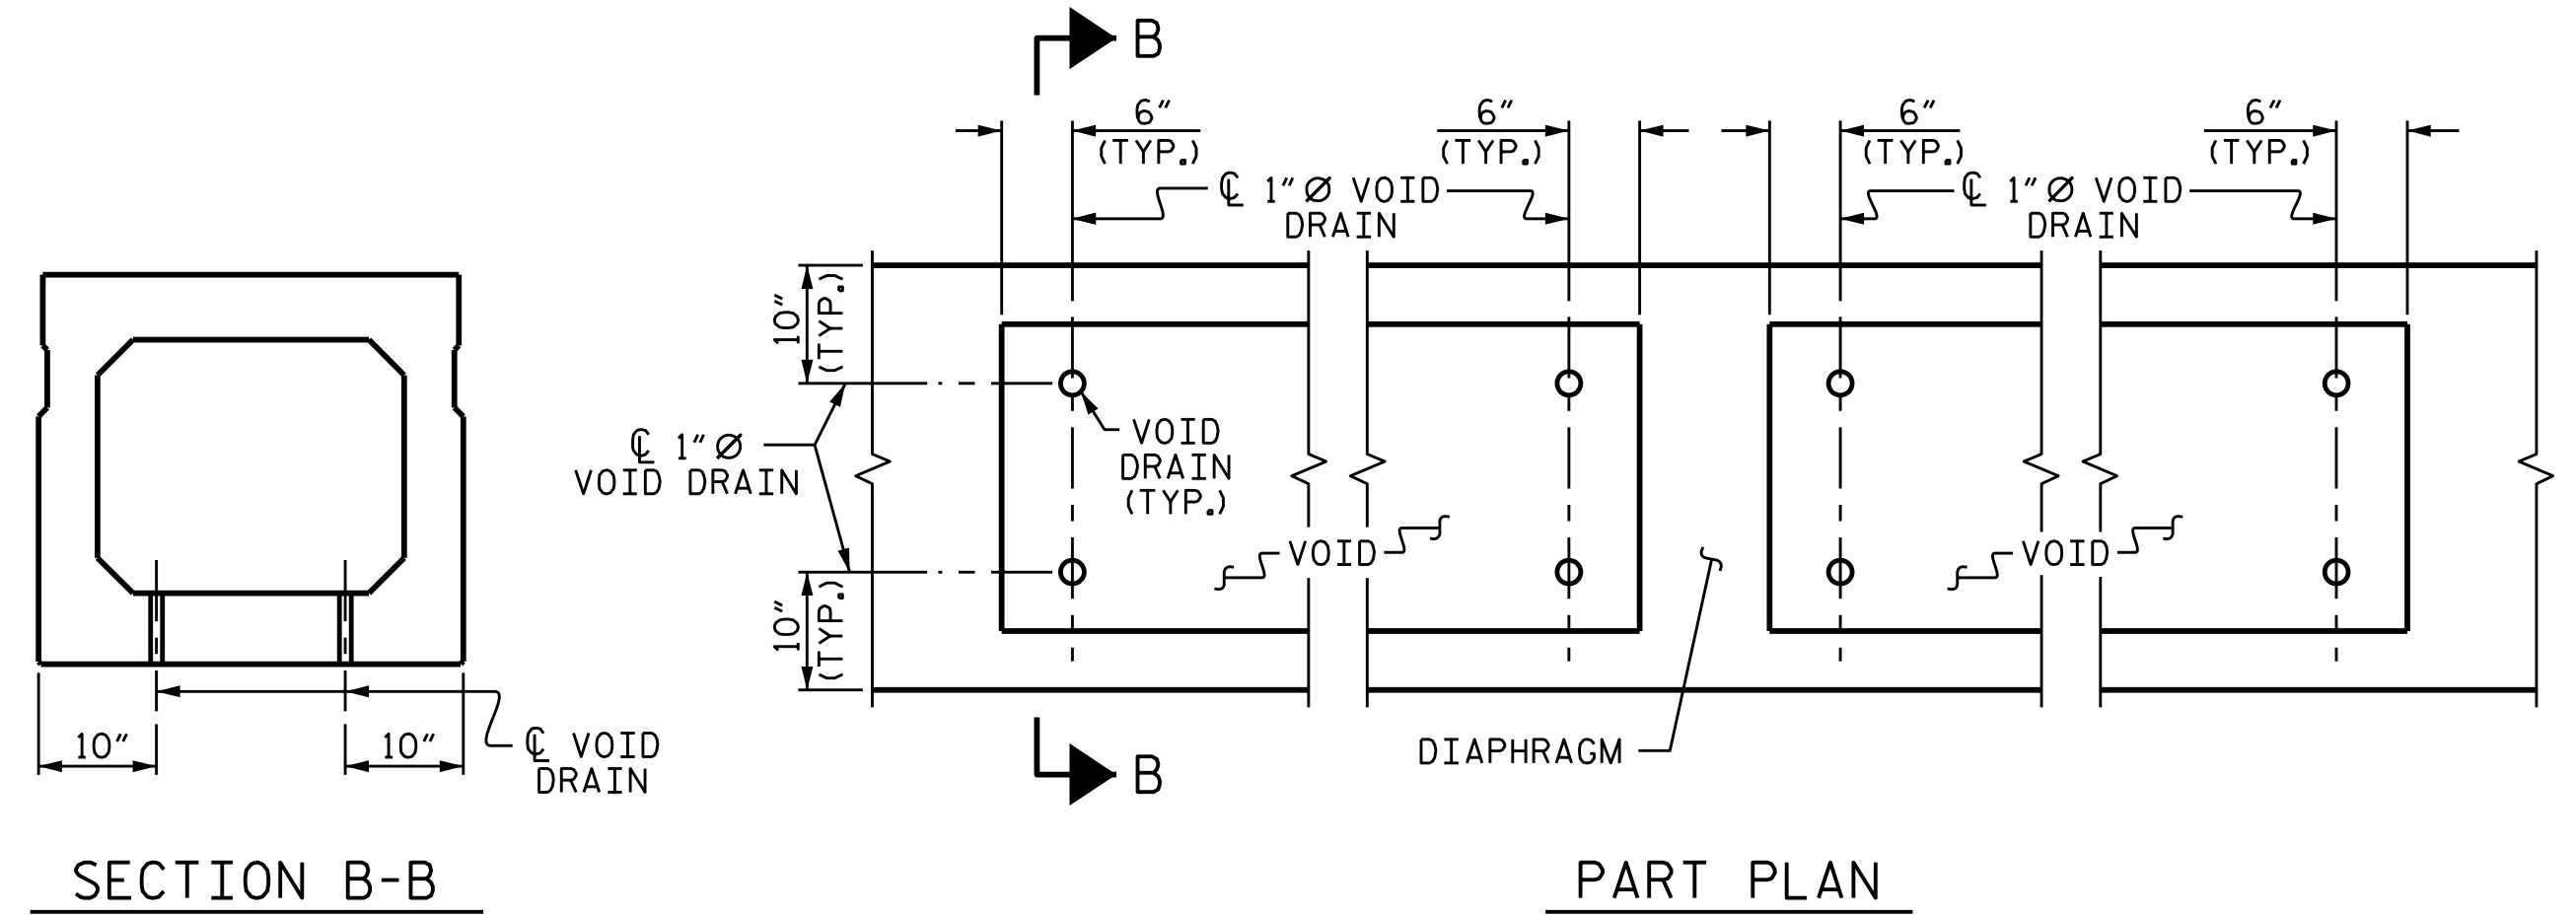 B
6" 6" 6" 6"
(TYP.) (TYP.) (TYP.) (TYP.)
℄ 1" Ø VOID
DRAIN
℄ 1" Ø VOID
DRAIN
10"
(TYP.)
℄ 1" Ø
VOID DRAIN
VOID
DRAIN
(TYP.)
VOID
VOID
10"
(TYP.)
10"
10"
℄ VOID
DRAIN
DIAPHRAGM
B
SECTION B-B
PART PLAN